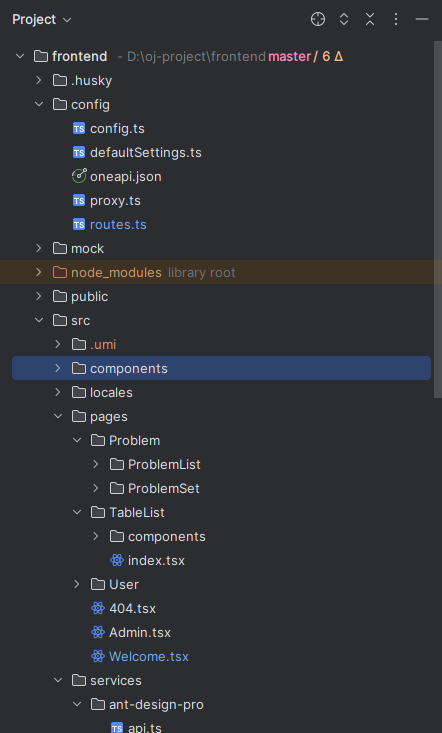 Project
frontend - D:\oj-project\frontend master / 6 Δ
.husky
config
TS config.ts
TS defaultSettings.ts
oneapi.json
TS proxy.ts
TS routes.ts
mock
node_modules library root
public
src
.umi
components
locales
pages
Problem
ProblemList
ProblemSet
TableList
components
index.tsx
User
404.tsx
Admin.tsx
Welcome.tsx
services
ant-design-pro
TS api.ts